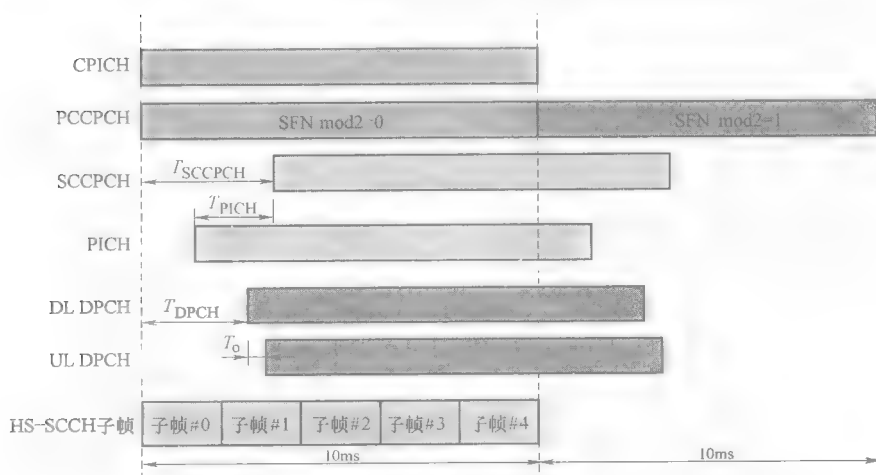 CPICH
PCCPCH
SFN mod2=0
SFN mod2=1
SCCPCH
TSCCPCH
TPICH
PICH
DL DPCH
TDPCH
UL DPCH
To
HS-SCCH子帧
子帧#0
子帧#1
子帧#2
子帧#3
子帧#4
10ms
10ms